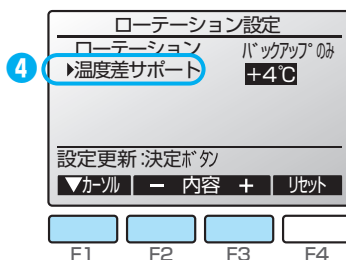 ローテーション設定
ローテーション バックアップのみ
4 ▶温度差サポート +4℃
設定更新:決定ボタン
▼カーソル － 内容 ＋ リセット
F1 F2 F3 F4